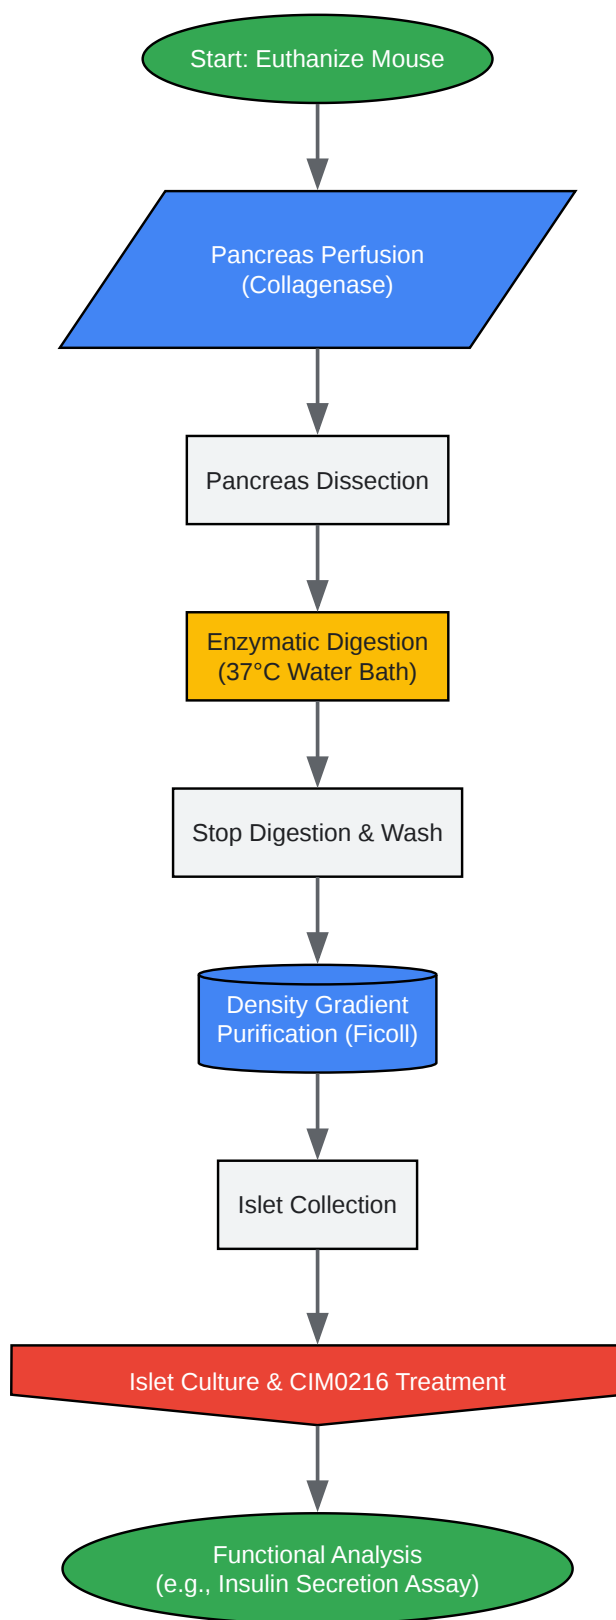 Start: Euthanize Mouse
Pancreas Perfusion
(Collagenase)
Pancreas Dissection
Enzymatic Digestion
(37°C Water Bath)
Stop Digestion & Wash
Density Gradient
Purification (Ficoll)
Islet Collection
Islet Culture & CIM0216 Treatment
Functional Analysis
(e.g., Insulin Secretion Assay)